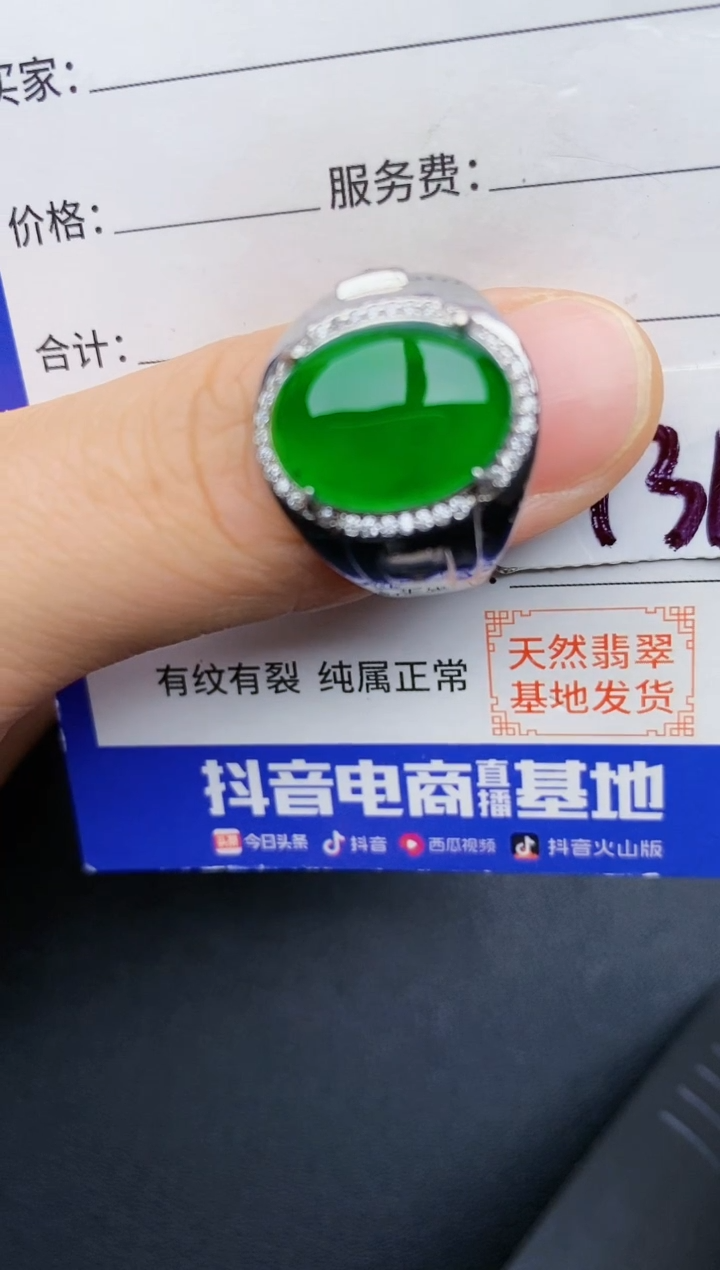 买家：
价格： 服务费：
合计：
有纹有裂 纯属正常
天然翡翠
基地发货
抖音电商直播基地
今日头条 抖音 西瓜视频 抖音火山版